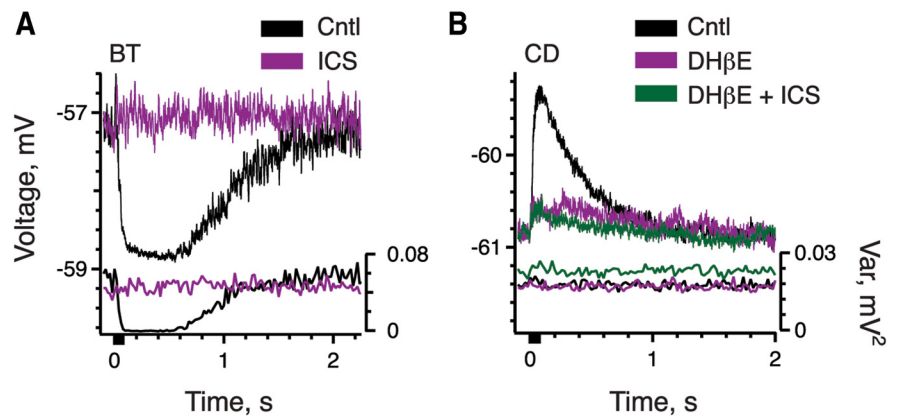 A
BT
Cntl
ICS
Voltage, mV
-57
-59
0.08
0
0
1
2
Time, s
B
CD
Cntl
DHβE
DHβE + ICS
-60
-61
0.03
0
Var, mV²
0
1
2
Time, s